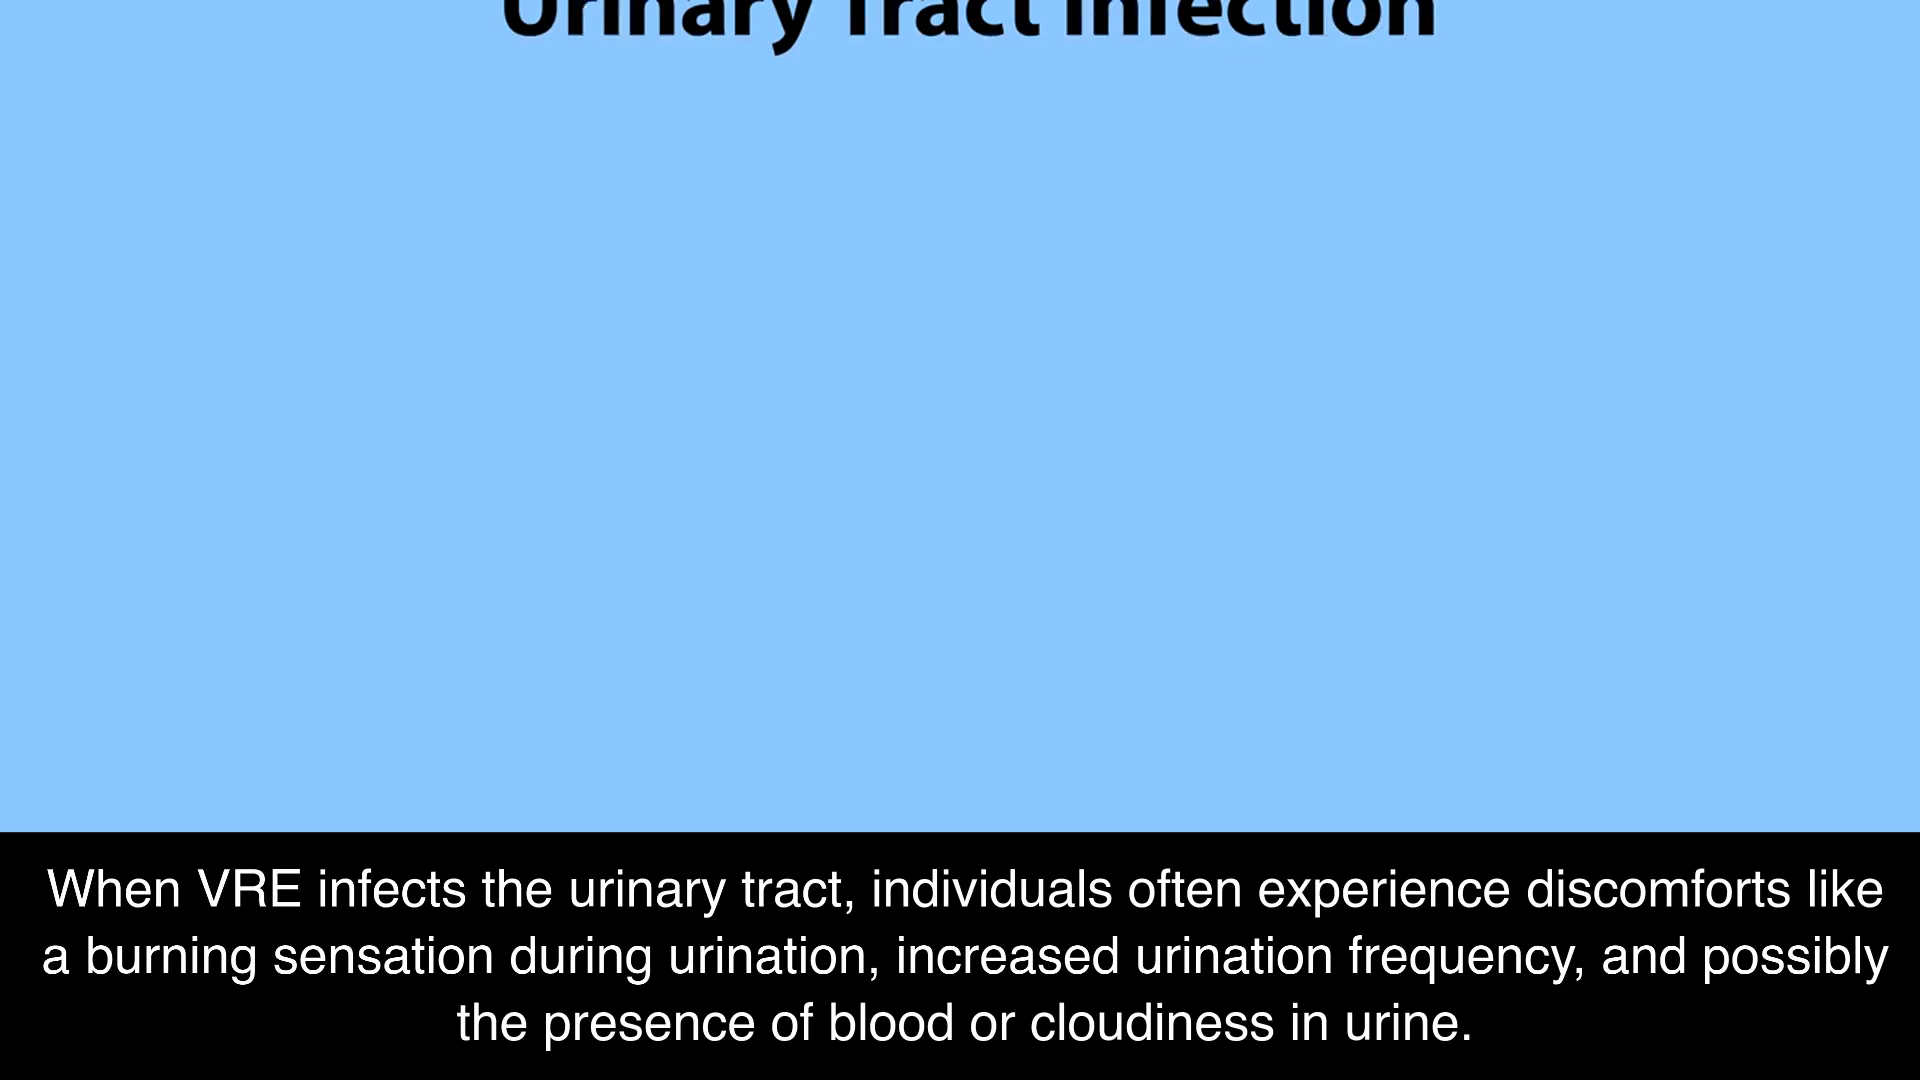 Urinary Tract Infection
When VRE infects the urinary tract, individuals often experience discomforts like
a burning sensation during urination, increased urination frequency, and possibly
the presence of blood or cloudiness in urine.